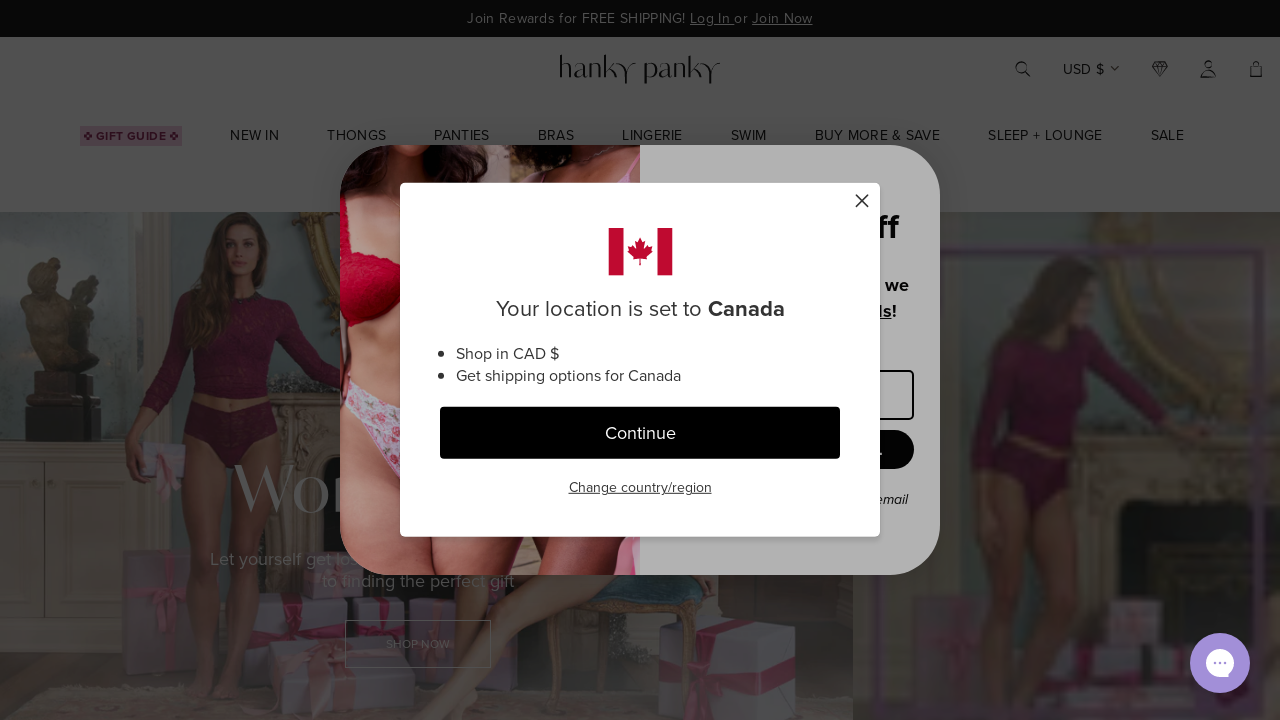 Join Rewards for FREE SHIPPING! Log In or Join Now
hanky panky
USD $
GIFT GUIDE
NEW IN
THONGS
PANTIES
BRAS
LINGERIE
SWIM
BUY MORE & SAVE
SLEEP + LOUNGE
SALE
ff
we
ls!
Your location is set to Canada
Shop in CAD $
Get shipping options for Canada
Continue
Change country/region
email
Wor
Let yourself get los
to finding the perfect gift
SHOP NOW